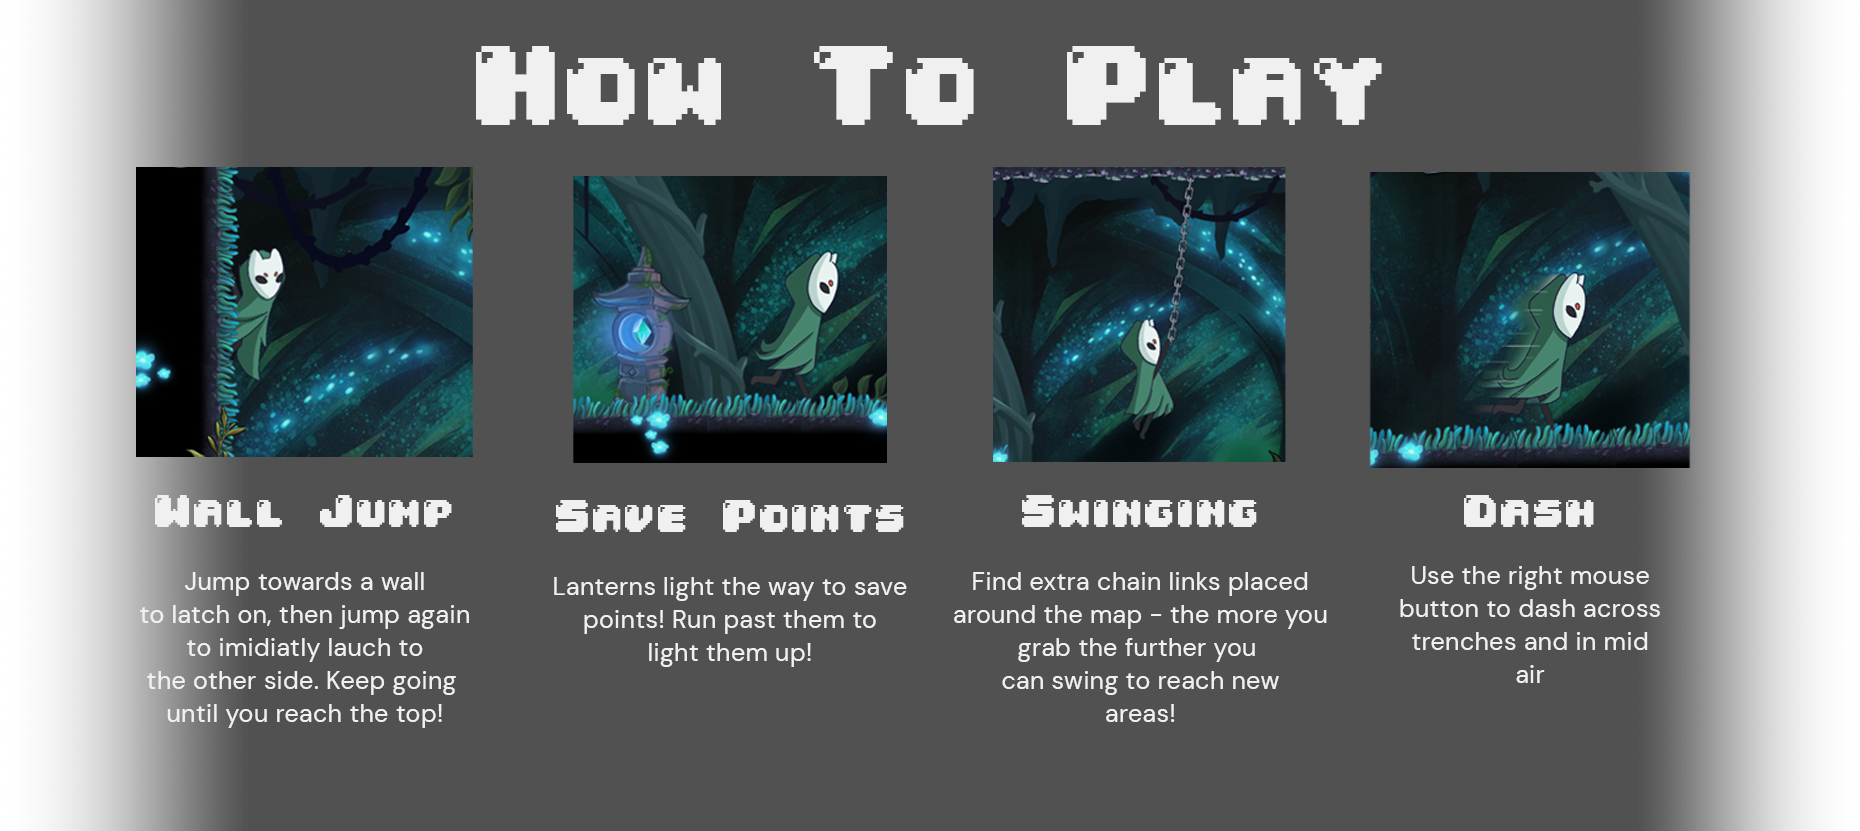 How To Play
Wall Jump
Jump towards a wall
to latch on, then jump again
to imidiatly lauch to
the other side. Keep going
until you reach the top!
Save Points
Lanterns light the way to save
points! Run past them to
light them up!
Swinging
Find extra chain links placed
around the map - the more you
grab the further you
can swing to reach new
areas!
Dash
Use the right mouse
button to dash across
trenches and in mid
air